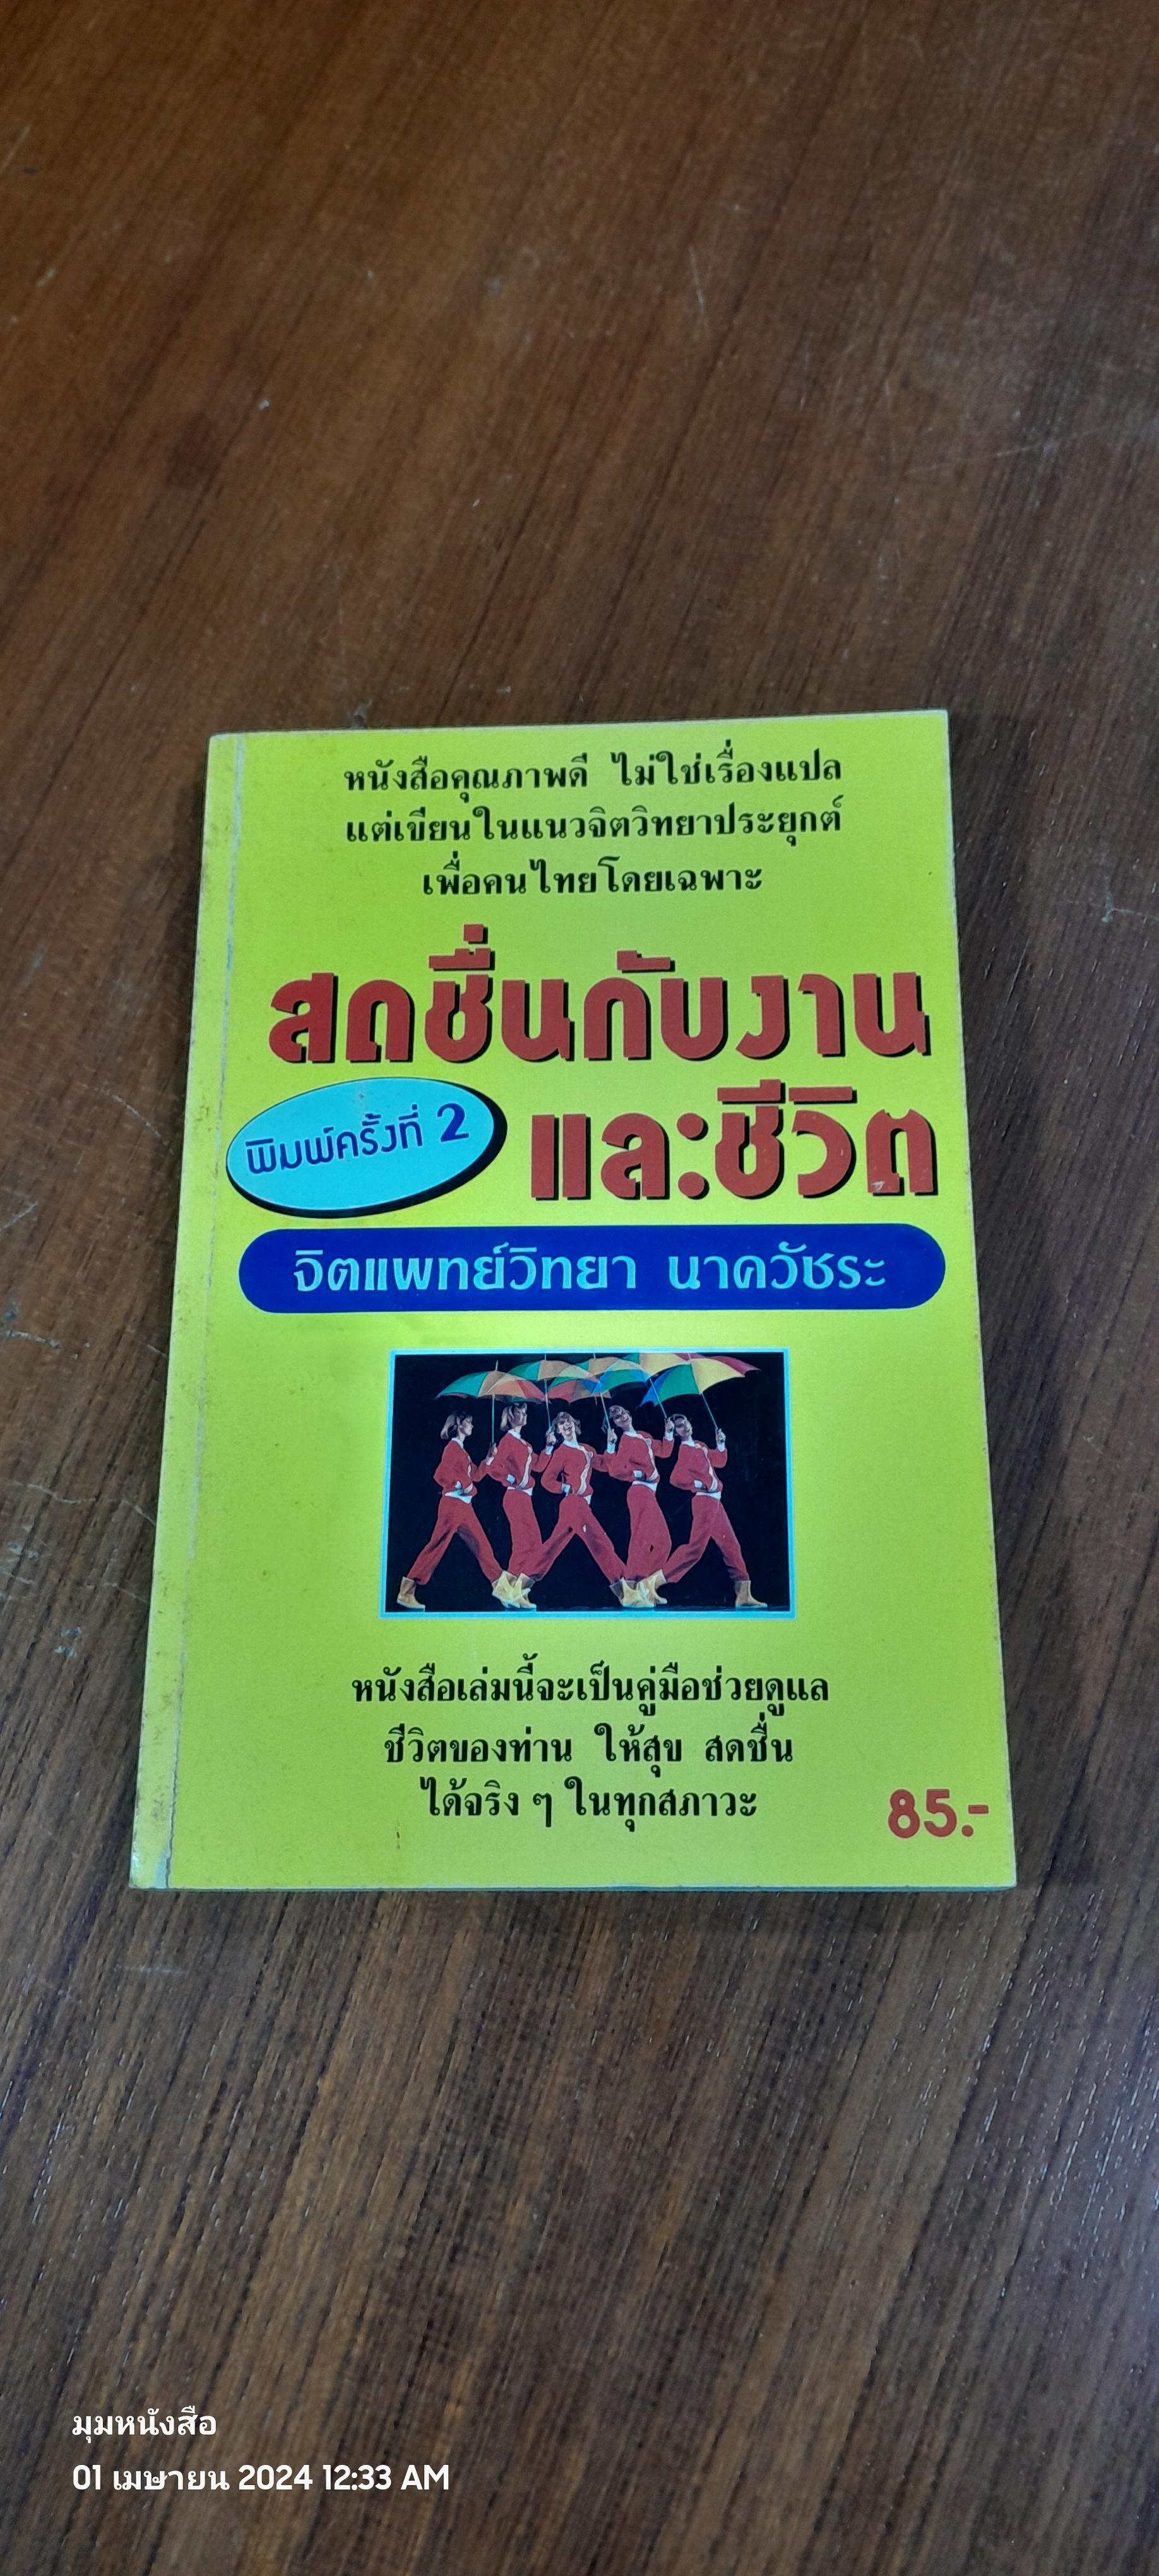 หนังสือคุณภาพดี ไม่ใช่เรื่องแปล
แต่เขียนในแนวจิตวิทยาประยุกต์
เพื่อคนไทยโดยเฉพาะ
สดชื่นกับงาน
พิมพ์ครั้งที่ 2
และชีวิต
จิตแพทย์วิทยา นาควัชระ
หนังสือเล่มนี้จะเป็นคู่มือช่วยดูแล
ชีวิตของท่าน ให้สุข สดชื่น
ได้จริง ๆ ในทุกสภาวะ
85.-
มุมหนังสือ
01 เมษายน 2024 12:33 AM